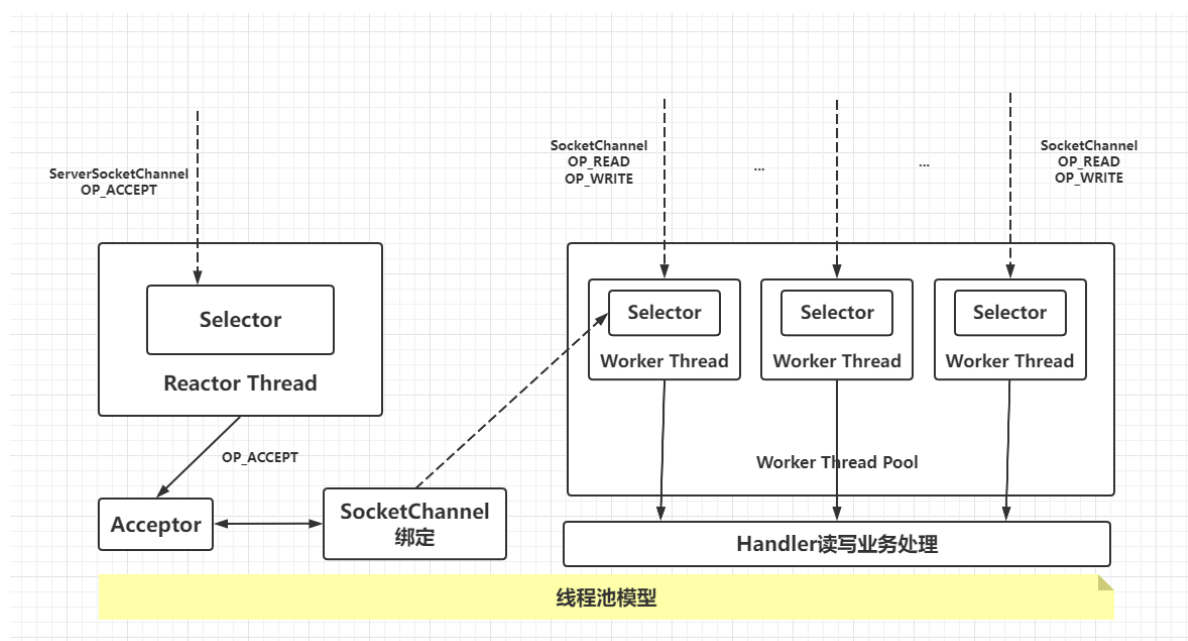 ServerSocketChannel
OP_ACCEPT
SocketChannel
OP_READ
OP_WRITE
...
...
SocketChannel
OP_READ
OP_WRITE
Selector
Reactor Thread
Selector
Worker Thread
Selector
Worker Thread
Selector
Worker Thread
Worker Thread Pool
OP_ACCEPT
Acceptor
SocketChannel
绑定
Handler读写业务处理
线程池模型